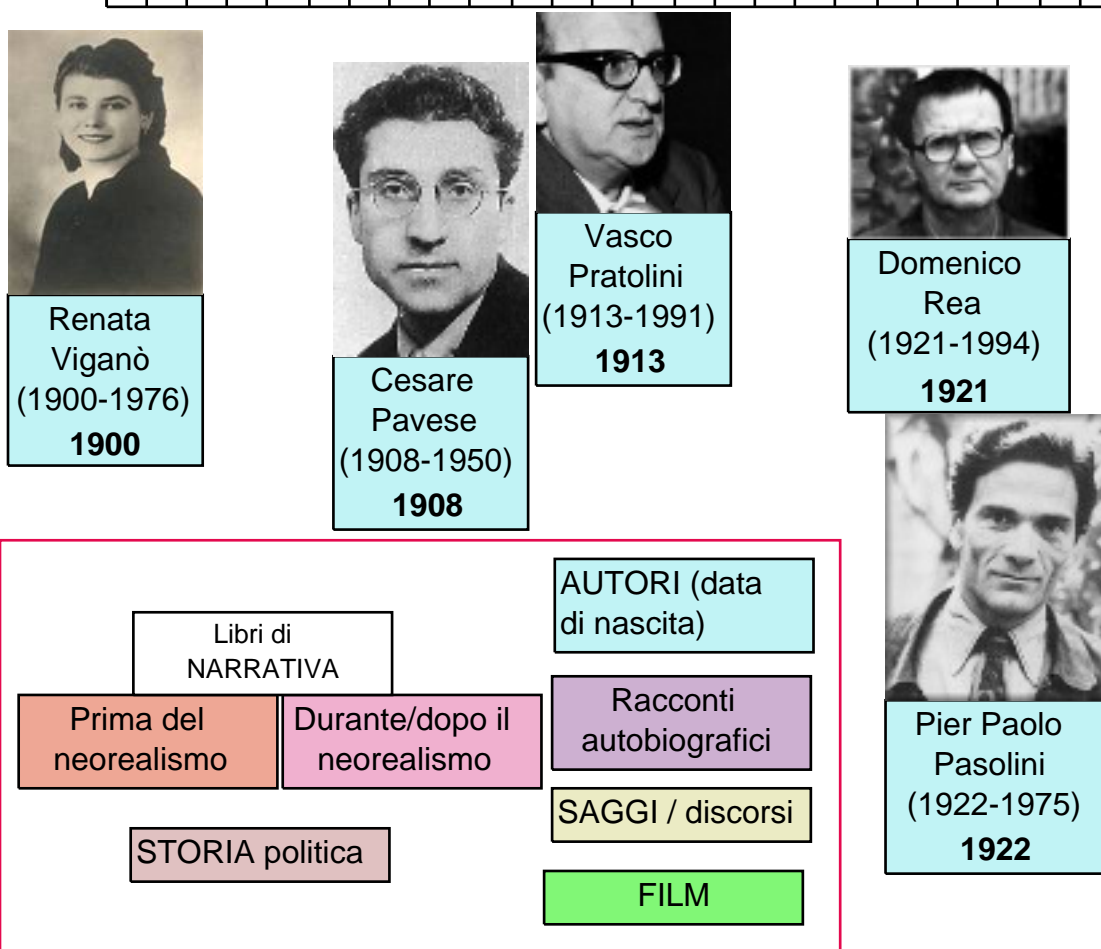 Renata
Viganò
(1900-1976)
1900
Cesare
Pavese
(1908-1950)
1908
Vasco
Pratolini
(1913-1991)
1913
Domenico
Rea
(1921-1994)
1921
Pier Paolo
Pasolini
(1922-1975)
1922
Libri di
NARRATIVA
Prima del
neorealismo
Durante/dopo il
neorealismo
STORIA politica
AUTORI (data
di nascita)
Racconti
autobiografici
SAGGI / discorsi
FILM